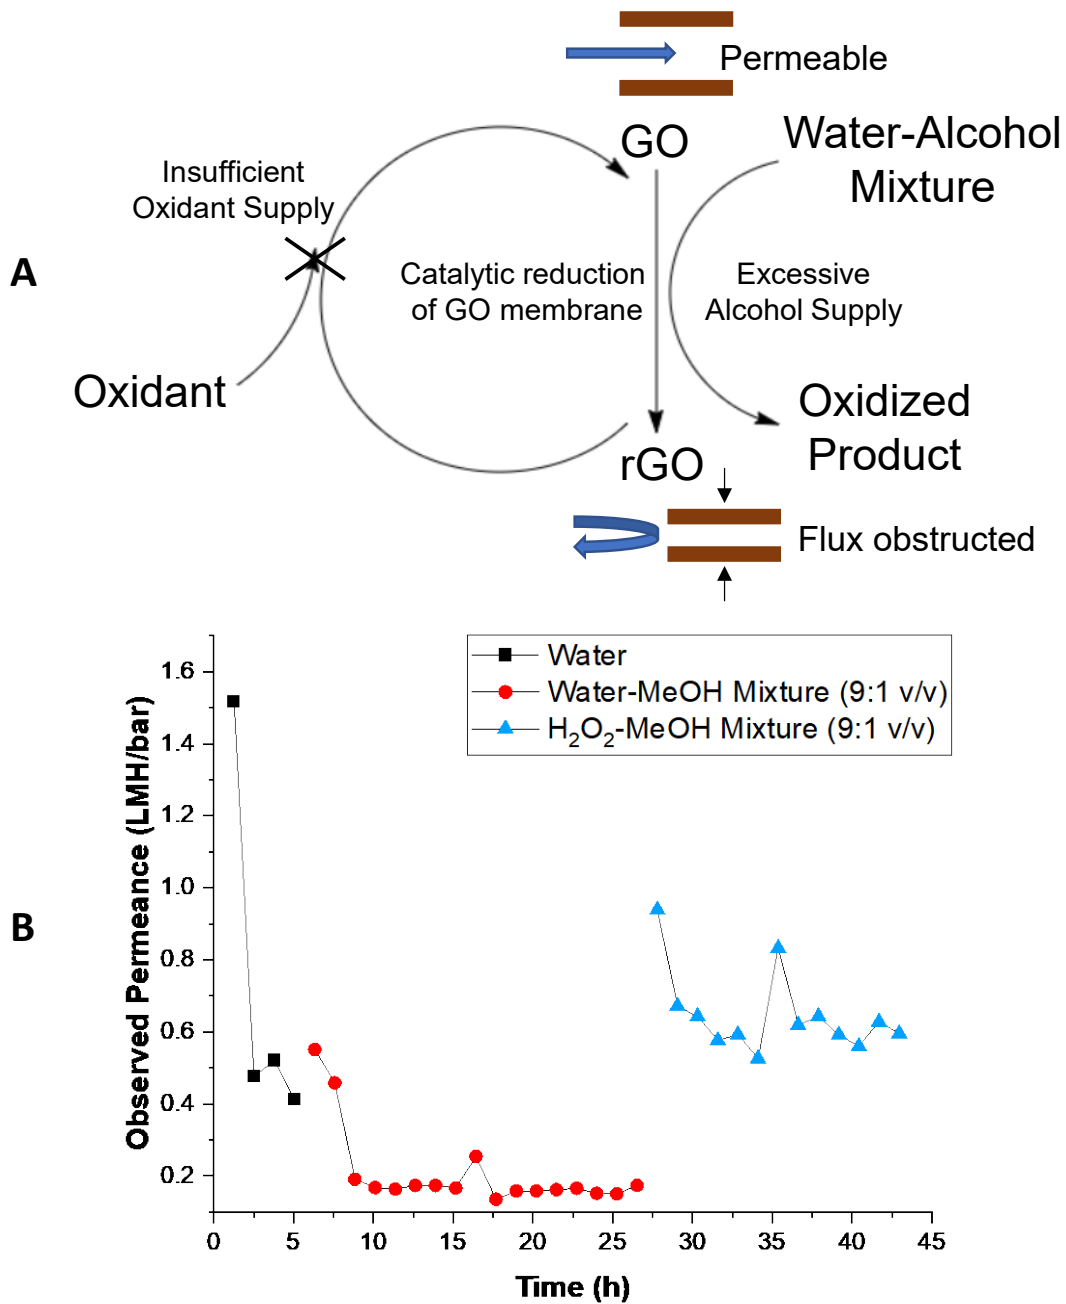 Permeable
GO
Water-Alcohol
Mixture
Insufficient
Oxidant Supply
A
Catalytic reduction
of GO membrane
Excessive
Alcohol Supply
Oxidant
Oxidized
Product
rGO
Flux obstructed
B
Water
Water-MeOH Mixture (9:1 v/v)
H₂O₂-MeOH Mixture (9:1 v/v)
Observed Permeance (LMH/bar)
1.6
1.4
1.2
1.0
0.8
0.6
0.4
0.2
0 5 10 15 20 25 30 35 40 45
Time (h)